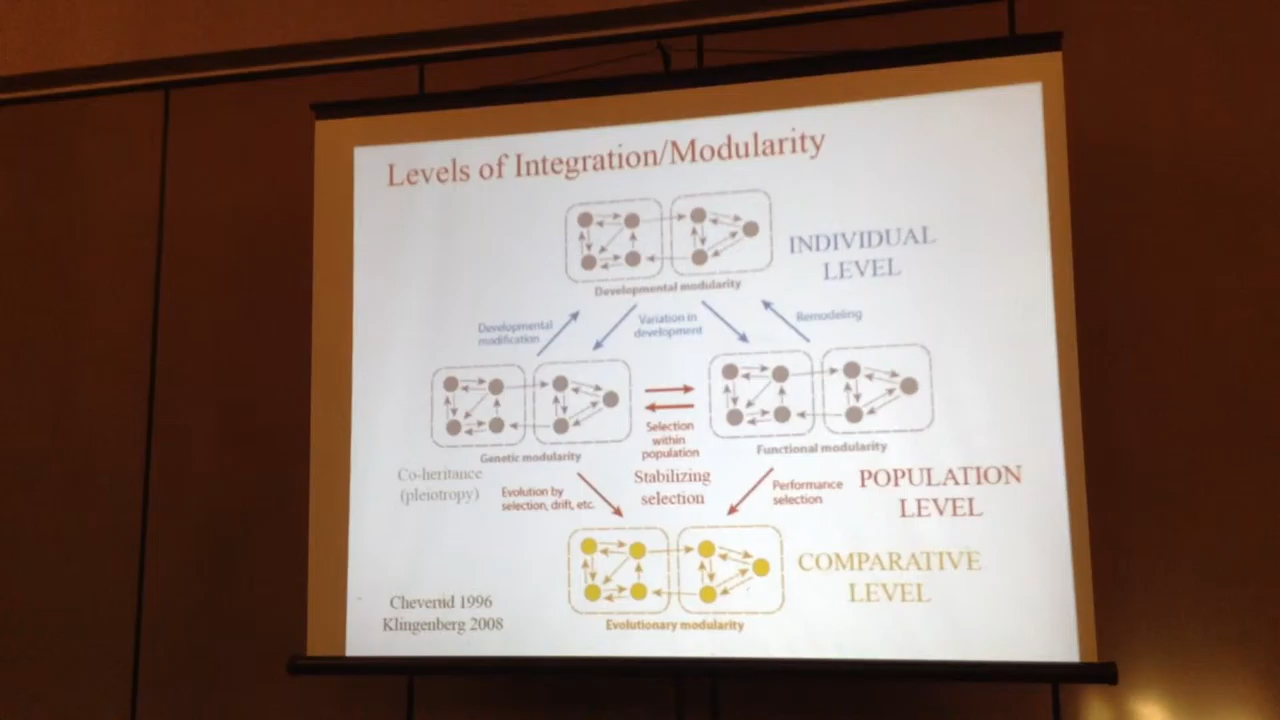 Levels of Integration/Modularity
INDIVIDUAL
LEVEL
Developmental modularity
Developmental
modification
Variation in
development
Remodeling
Selection
within
population
Genetic modularity
Functional modularity
Co-heritance
(pleiotropy)
Evolution by
selection, drift, etc.
Stabilizing
selection
Performance
selection
POPULATION
LEVEL
COMPARATIVE
LEVEL
Evolutionary modularity
Cheverud 1996
Klingenberg 2008